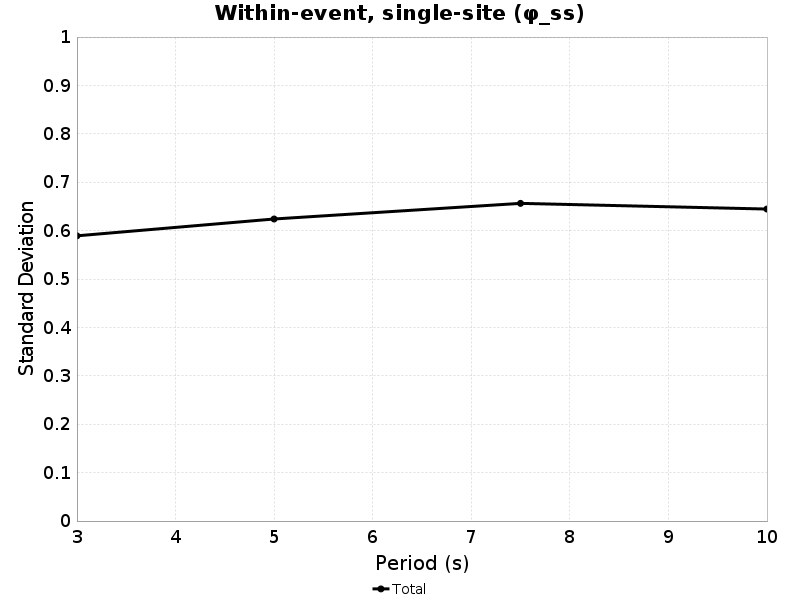 Within-event, single-site (φ_ss)
1
0.9
0.8
0.7
0.6
0.5
0.4
0.3
0.2
0.1
0
Standard Deviation
3 4 5 6 7 8 9 10
Period (s)
Total